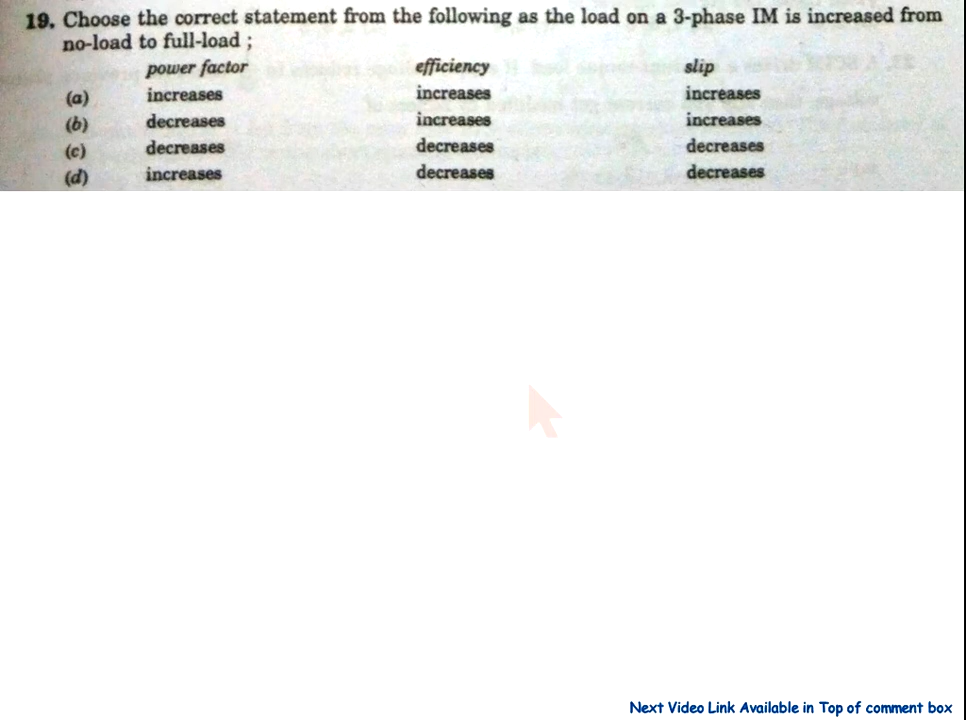 19. Choose the correct statement from the following as the load on a 3-phase IM is increased from
no-load to full-load ;
power factor efficiency slip
(a) increases increases increases
(b) decreases increases increases
(c) decreases decreases decreases
(d) increases decreases decreases
Next Video Link Available in Top of comment box